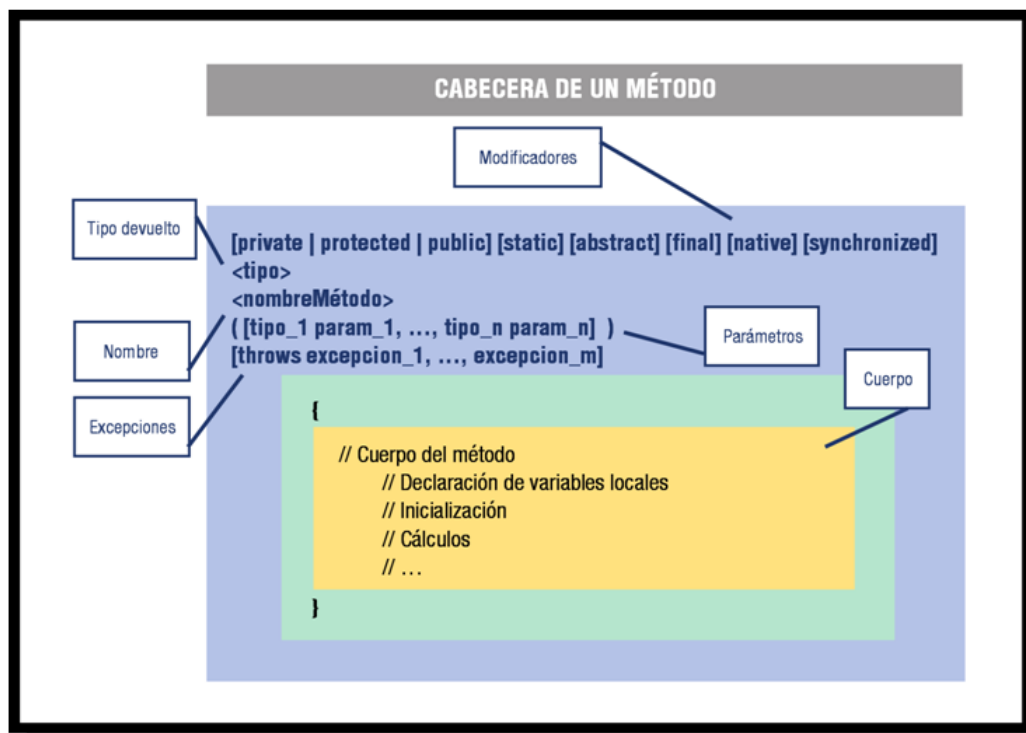 CABECERA DE UN MÉTODO
Modificadores
Tipo devuelto
[private | protected | public] [static] [abstract] [final] [native] [synchronized]
<tipo>
<nombreMétodo>
( [tipo_1 param_1, ..., tipo_n param_n] )
Parámetros
Nombre
[throws excepcion_1, ..., excepcion_m]
Cuerpo
Excepciones
{
// Cuerpo del método
// Declaración de variables locales
// Inicialización
// Cálculos
// ...
}